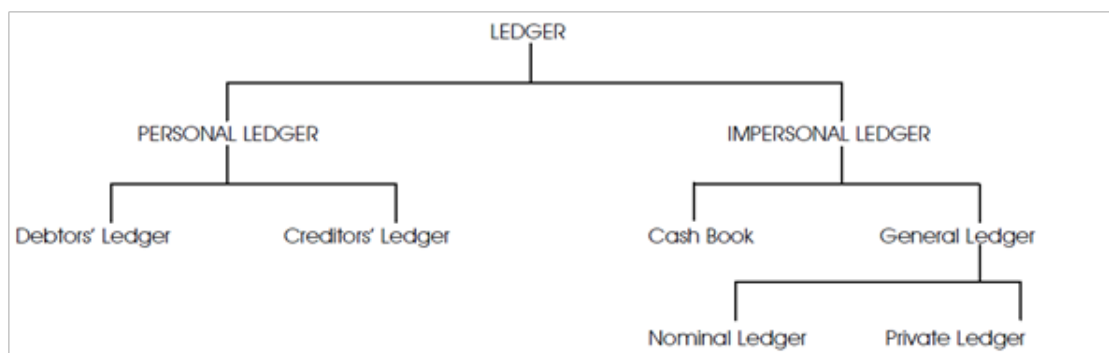 LEDGER
PERSONAL LEDGER IMPERSONAL LEDGER
Debtors' Ledger Creditors' Ledger Cash Book General Ledger
Nominal Ledger Private Ledger